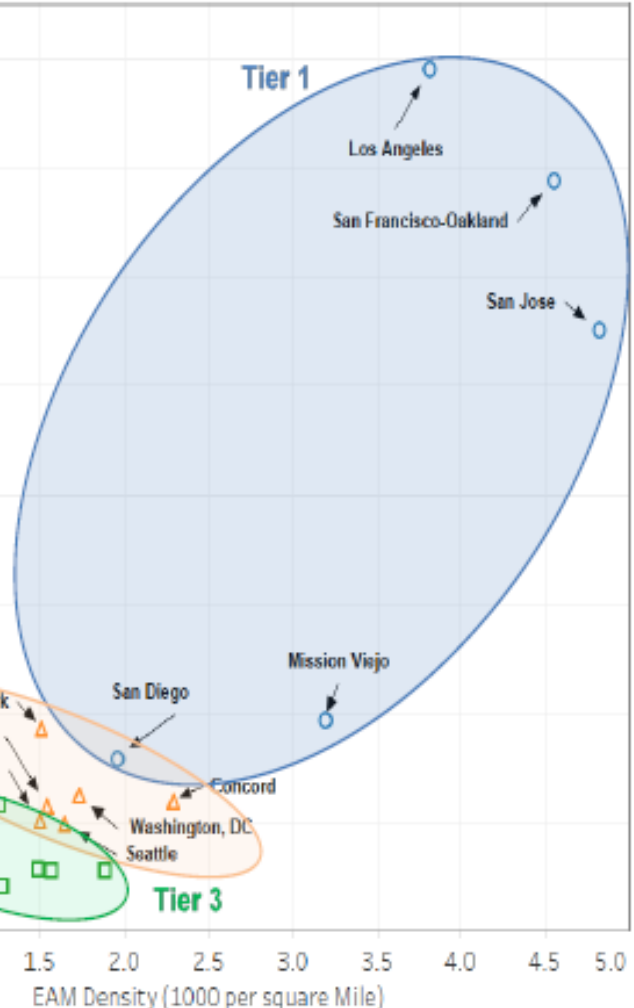 Tier 1
Los Angeles
San Francisco-Oakland
San Jose
Mission Viejo
San Diego
k
Concord
Washington, DC
Seattle
Tier 3
1.5 2.0 2.5 3.0 3.5 4.0 4.5 5.0
EAM Density (1000 per square Mile)